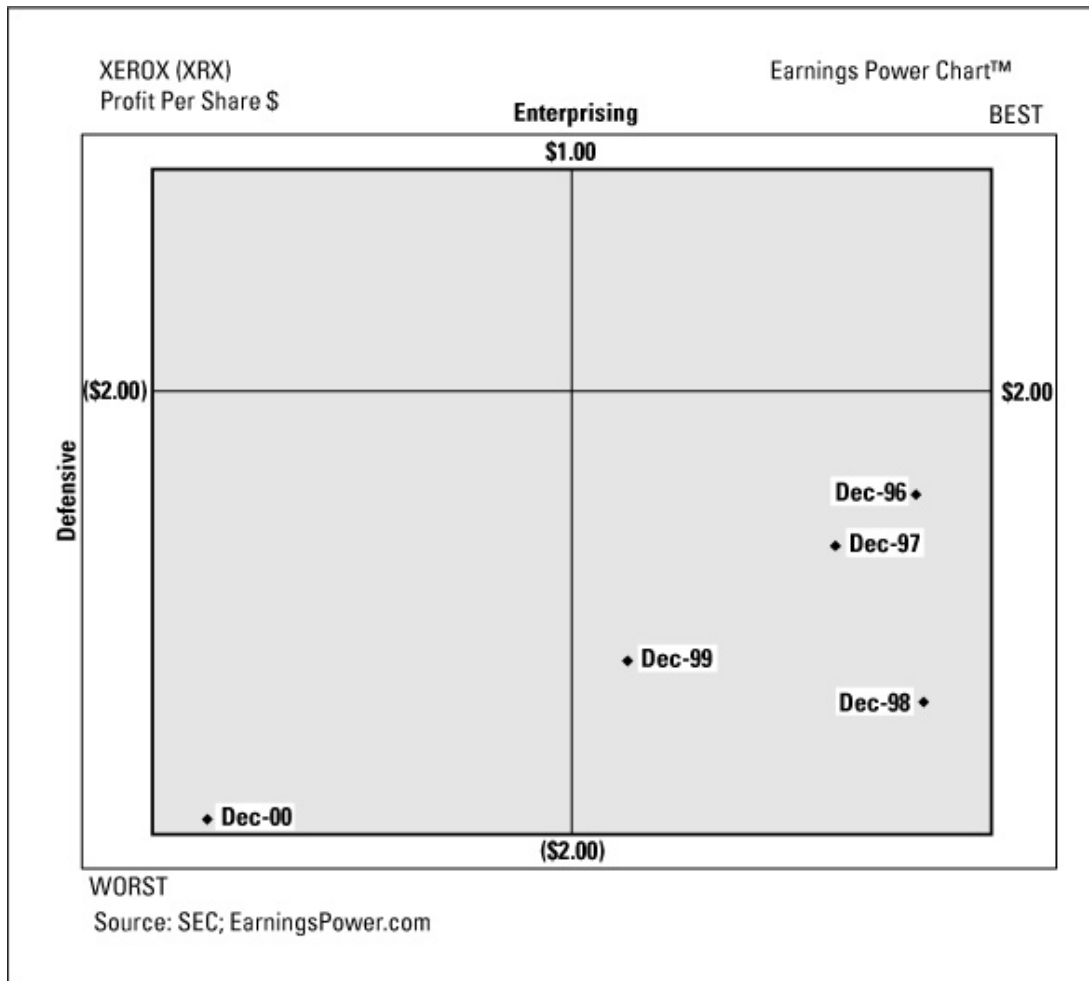 XEROX (XRX)
Earnings Power Chart™
Profit Per Share $
Enterprising
BEST
$1.00
($2.00)
$2.00
Defensive
Dec-96
Dec-97
Dec-99
Dec-98
Dec-00
($2.00)
WORST
Source: SEC; EarningsPower.com